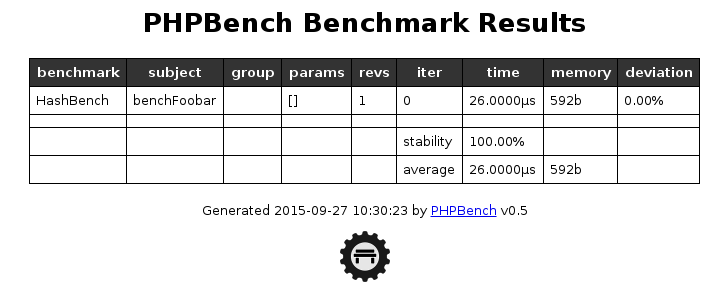 PHPBench Benchmark Results
benchmark subject group params revs iter time memory deviation
HashBench benchFoobar [] 1 0 26.0000µs 592b 0.00%
stability 100.00%
average 26.0000µs 592b
Generated 2015-09-27 10:30:23 by PHPBench v0.5